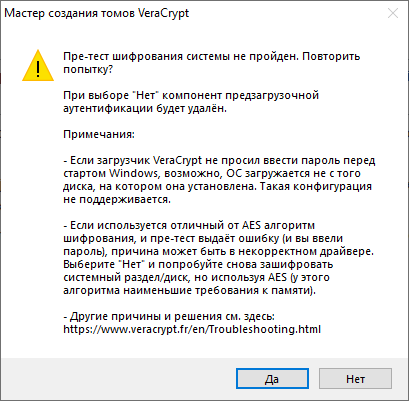 Мастер создания томов VeraCrypt
Пре-тест шифрования системы не пройден. Повторить
попытку?
При выборе "Нет" компонент предзагрузочной
аутентификации будет удалён.
Примечания:
- Если загрузчик VeraCrypt не просил ввести пароль перед
стартом Windows, возможно, ОС загружается не с того
диска, на котором она установлена. Такая конфигурация
не поддерживается.
- Если используется отличный от AES алгоритм
шифрования, и пре-тест выдаёт ошибку (и вы ввели
пароль), причина может быть в некорректном драйвере.
Выберите "Нет" и попробуйте снова зашифровать
системный раздел/диск, но используя AES (у этого
алгоритма наименьшие требования к памяти).
- Другие причины и решения см. здесь:
https://www.veracrypt.fr/en/Troubleshooting.html
Да
Нет